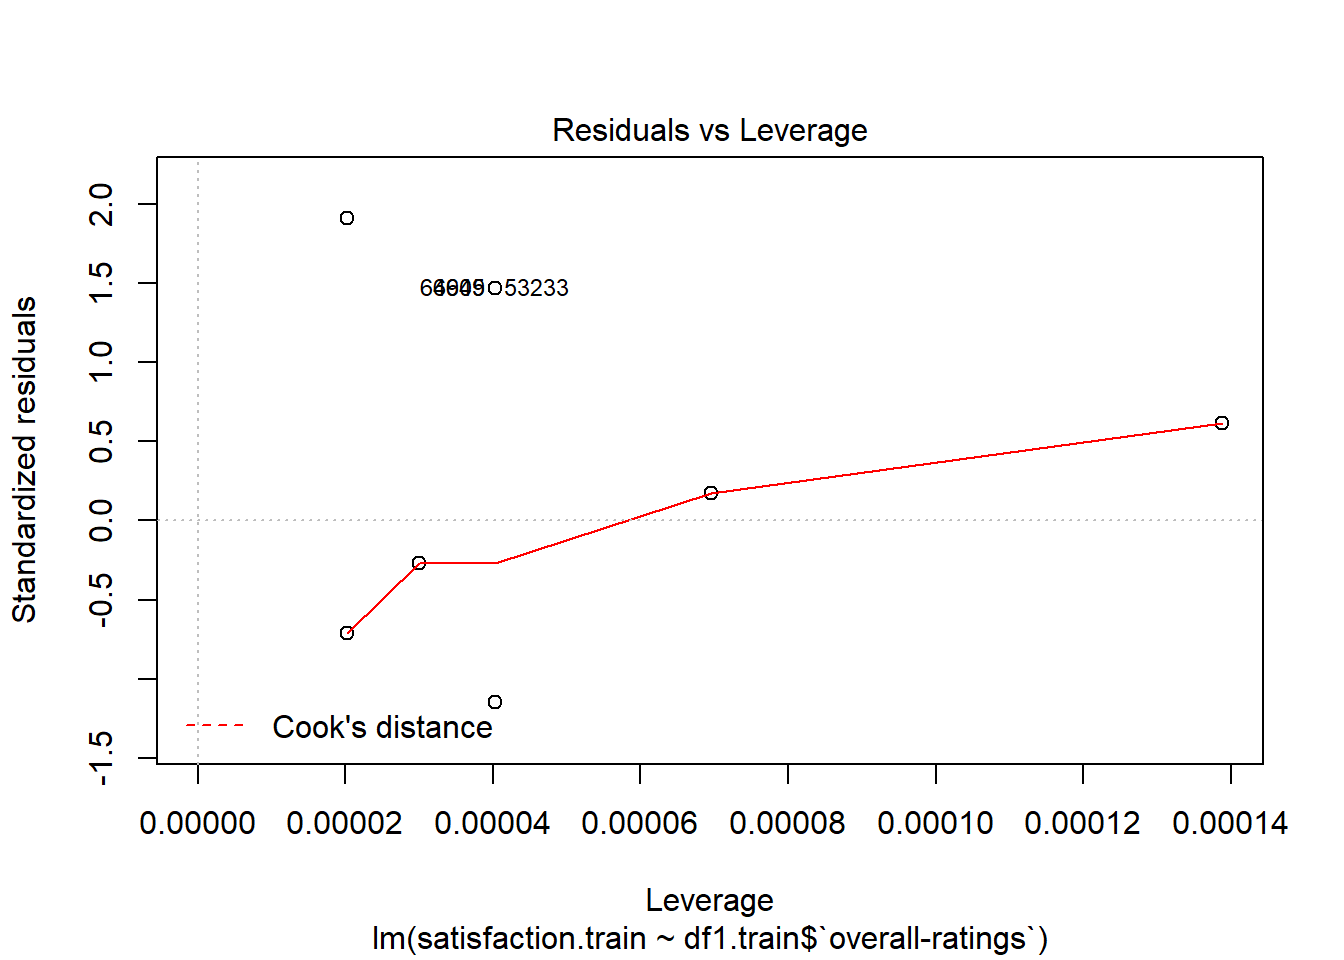 Residuals vs Leverage
Standardized residuals
2.0
1.5
1.0
0.5
0.0
-0.5
-1.5
53233
Cook's distance
0.00000 0.00002 0.00004 0.00006 0.00008 0.00010 0.00012 0.00014
Leverage
lm(satisfaction.train ~ df1.train$`overall-ratings`)